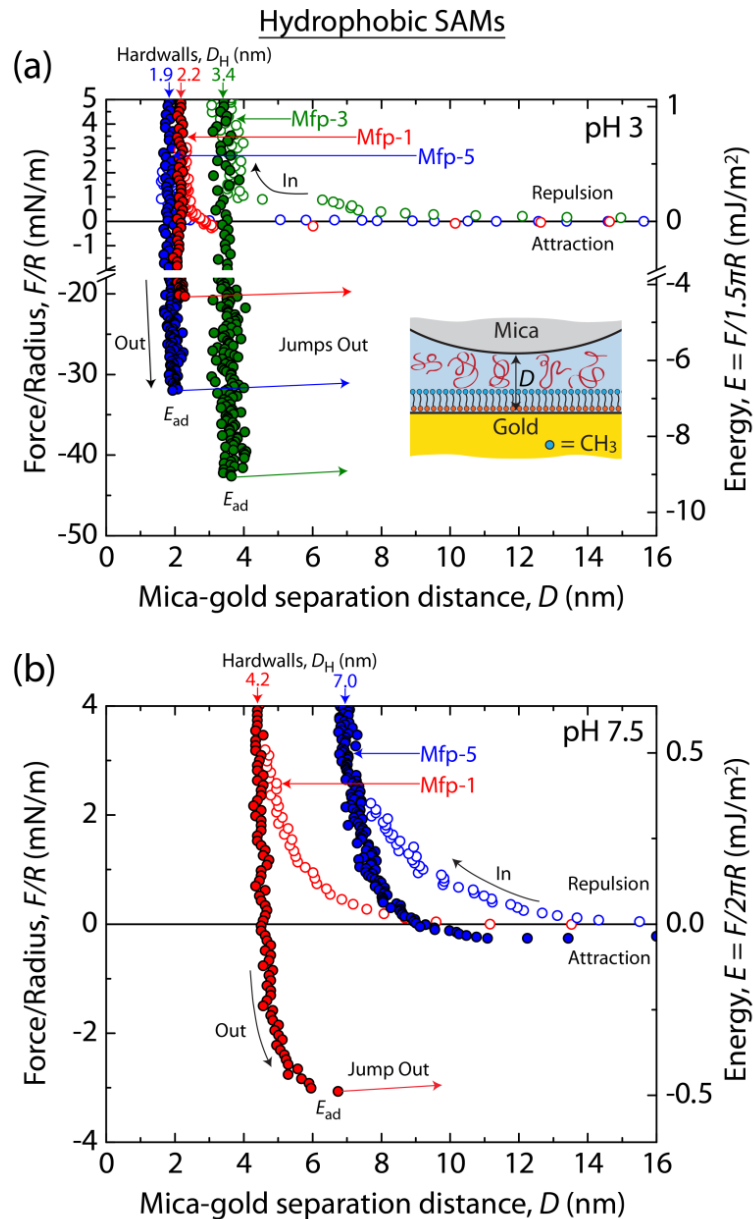 Hydrophobic SAMs
(a)
Hardwalls, D_H (nm)
1.9 2.2 3.4
5
4
3
2
1
0
-1
-20
-30
-40
-50
Force/Radius, F/R (mN/m)
Mfp-3
Mfp-1
Mfp-5
pH 3
In
Repulsion
Attraction
Out
Jumps Out
E_ad
E_ad
Mica
D
Gold
= CH3
1
0
-4
-6
-8
-10
Energy, E = F/1.5πR (mJ/m²)
0 2 4 6 8 10 12 14 16
Mica-gold separation distance, D (nm)
(b)
Hardwalls, D_H (nm)
4.2 7.0
4
2
0
-2
-4
Force/Radius, F/R (mN/m)
pH 7.5
Mfp-5
Mfp-1
In
Repulsion
Attraction
Out
Jump Out
E_ad
0.5
0.0
-0.5
Energy, E = F/2πR (mJ/m²)
0 2 4 6 8 10 12 14 16
Mica-gold separation distance, D (nm)